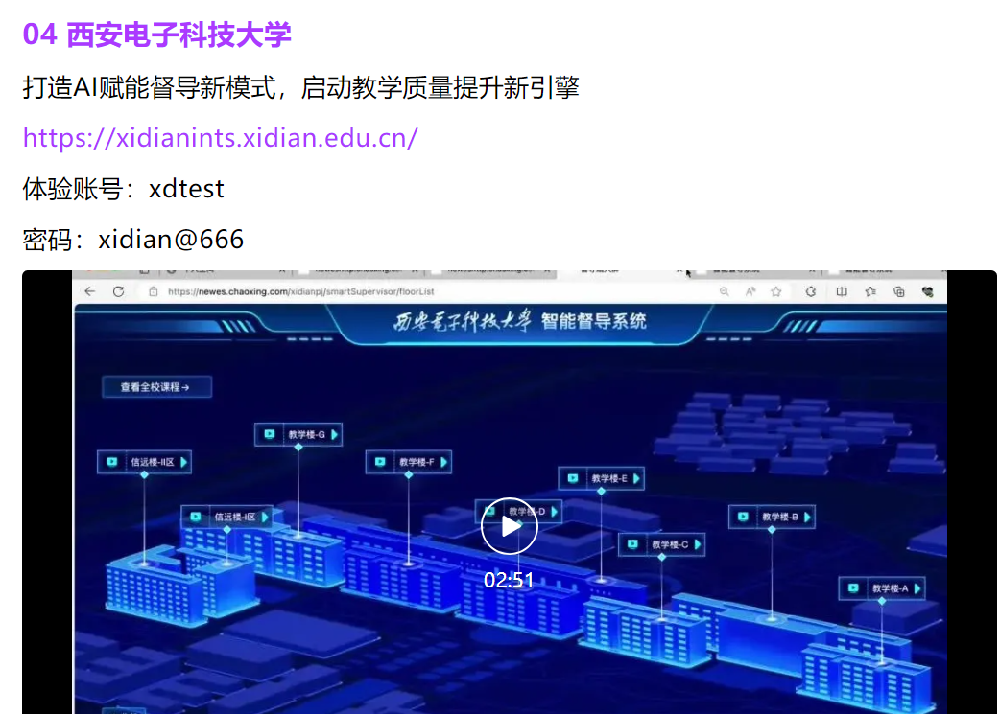 04 西安电子科技大学
打造AI赋能督导新模式，启动教学质量提升新引擎
https://xidianints.xidian.edu.cn/
体验账号：xdtest
密码：xidian@666
https://newes.chaoxing.com/xidianpj/smartSupervisor/floorList
西安电子科技大学 智能督导系统
查看全校课程→
教学楼-G
信远楼-II区
教学楼-F
教学楼-E
信远楼-I区
教学楼-D
教学楼-B
教学楼-C
02:51
教学楼-A